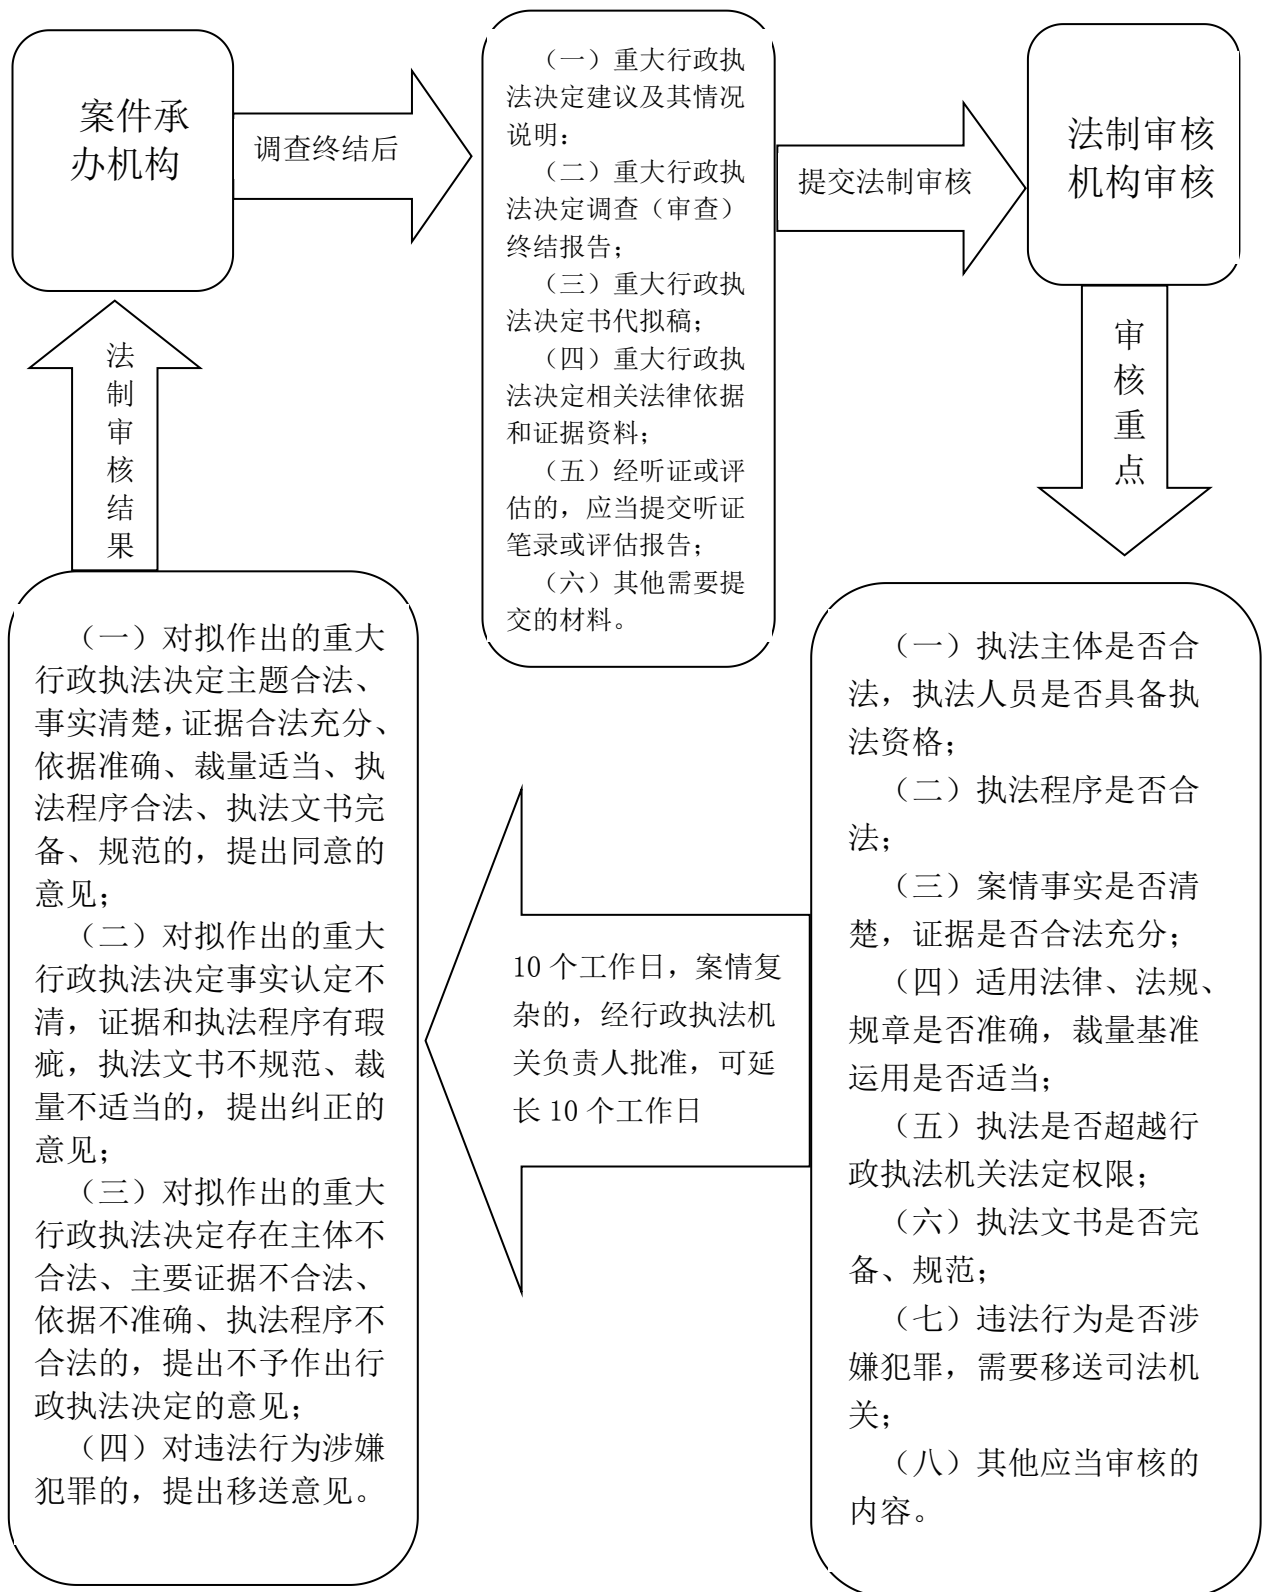 案件承
办机构
调查终结后
（一）重大行政执
法决定建议及其情况
说明：
（二）重大行政执
法决定调查（审查）
终结报告；
（三）重大行政执
法决定书代拟稿；
（四）重大行政执
法决定相关法律依据
和证据资料；
（五）经听证或评
估的，应当提交听证
笔录或评估报告；
（六）其他需要提
交的材料。
提交法制审核
法制审核
机构审核
审
核
重
点
（一）执法主体是否合
法，执法人员是否具备执
法资格；
（二）执法程序是否合
法；
（三）案情事实是否清
楚，证据是否合法充分；
（四）适用法律、法规、
规章是否准确，裁量基准
运用是否适当；
（五）执法是否超越行
政执法机关法定权限；
（六）执法文书是否完
备、规范；
（七）违法行为是否涉
嫌犯罪，需要移送司法机
关；
（八）其他应当审核的
内容。
10 个工作日，案情复
杂的，经行政执法机
关负责人批准，可延
长 10 个工作日
（一）对拟作出的重大
行政执法决定主题合法、
事实清楚，证据合法充分、
依据准确、裁量适当、执
法程序合法、执法文书完
备、规范的，提出同意的
意见；
（二）对拟作出的重大
行政执法决定事实认定不
清，证据和执法程序有瑕
疵，执法文书不规范、裁
量不适当的，提出纠正的
意见；
（三）对拟作出的重大
行政执法决定存在主体不
合法、主要证据不合法、
依据不准确、执法程序不
合法的，提出不予作出行
政执法决定的意见；
（四）对违法行为涉嫌
犯罪的，提出移送意见。
法
制
审
核
结
果